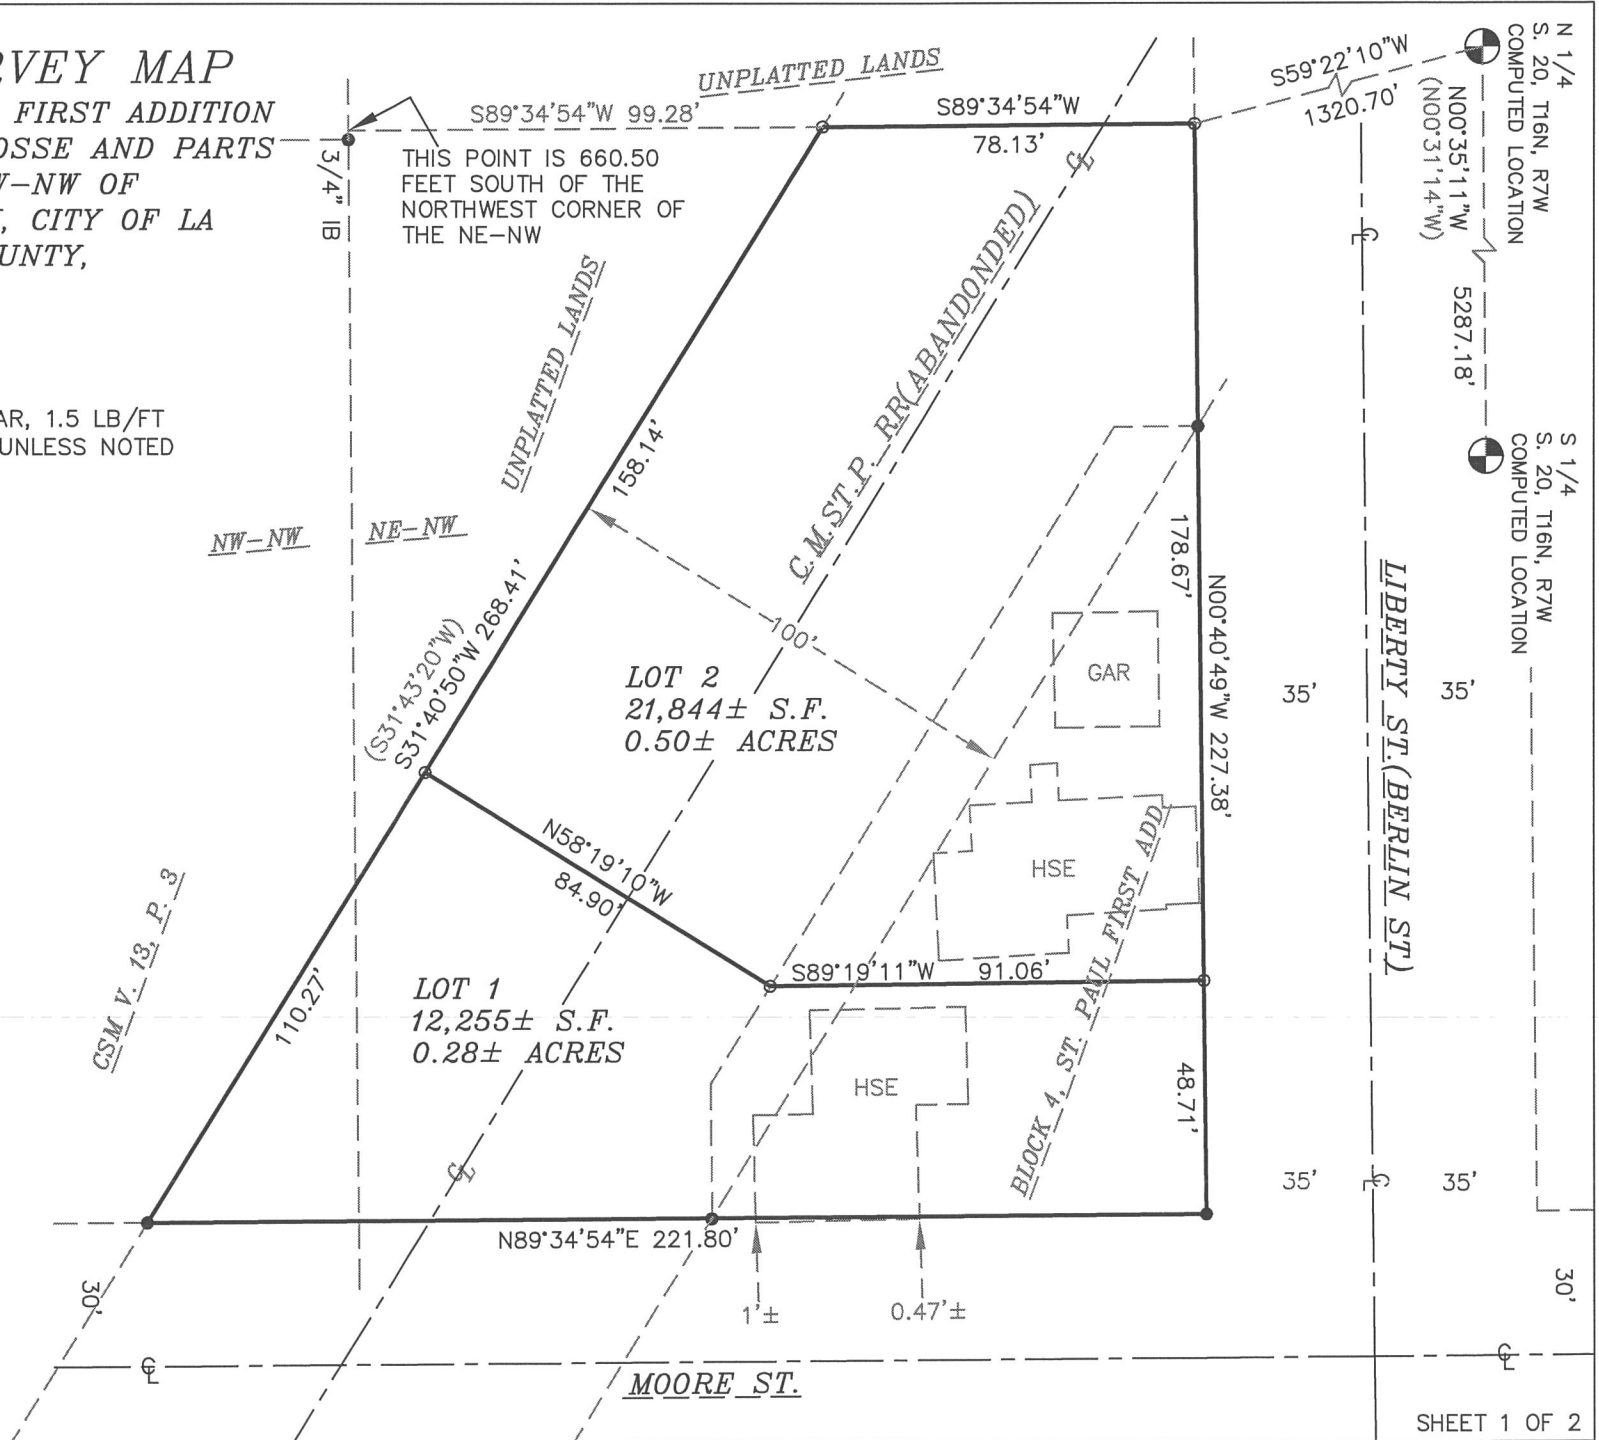 RVEY MAP
FIRST ADDITION
OSSE AND PARTS
W-NW OF
, CITY OF LA
UNTY,
AR, 1.5 LB/FT
UNLESS NOTED
UNPLATTED LANDS
S89°34'54"W 99.28'
S89°34'54"W
78.13'
S59°22'10"W
1320.70'
N 1/4
S. 20, T16N, R7W
COMPUTED LOCATION
N00°35'11"W
(N00°31'14"W)
5287.18'
S 1/4
S. 20, T16N, R7W
COMPUTED LOCATION
3/4" IB
THIS POINT IS 660.50
FEET SOUTH OF THE
NORTHWEST CORNER OF
THE NE-NW
UNPLATTED LANDS
C.M.ST.P. RR(ABANDONDED)
CL
CL
158.14'
NW-NW
NE-NW
100'
178.67'
N00°40'49"W 227.38'
LIBERTY ST.(BERLIN ST.)
GAR
35'
35'
(S31°43'20"W)
S31°40'50"W 268.41'
LOT 2
21,844± S.F.
0.50± ACRES
N58°19'10"W
84.90'
HSE
S89°19'11"W 91.06'
CSM V. 13, P. 3
110.27'
LOT 1
12,255± S.F.
0.28± ACRES
HSE
BLOCK 4, ST. PAUL FIRST ADD
48.71'
CL
35'
CL
35'
N89°34'54"E 221.80'
30'
1'±
0.47'±
30'
CL
CL
MOORE ST.
SHEET 1 OF 2